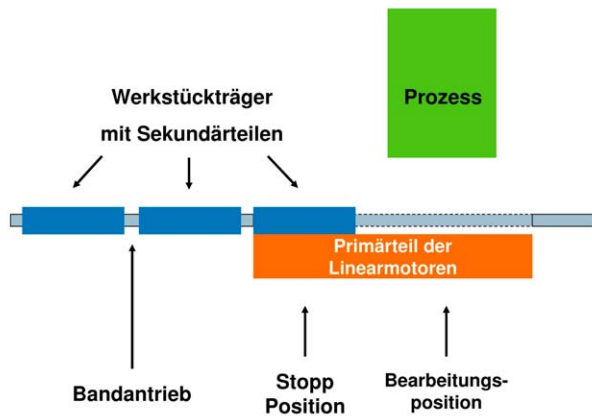 Werkstückträger
mit Sekundärteilen
Prozess
Primärteil der
Linearmotoren
Bandantrieb
Stopp
Position
Bearbeitungs-
position